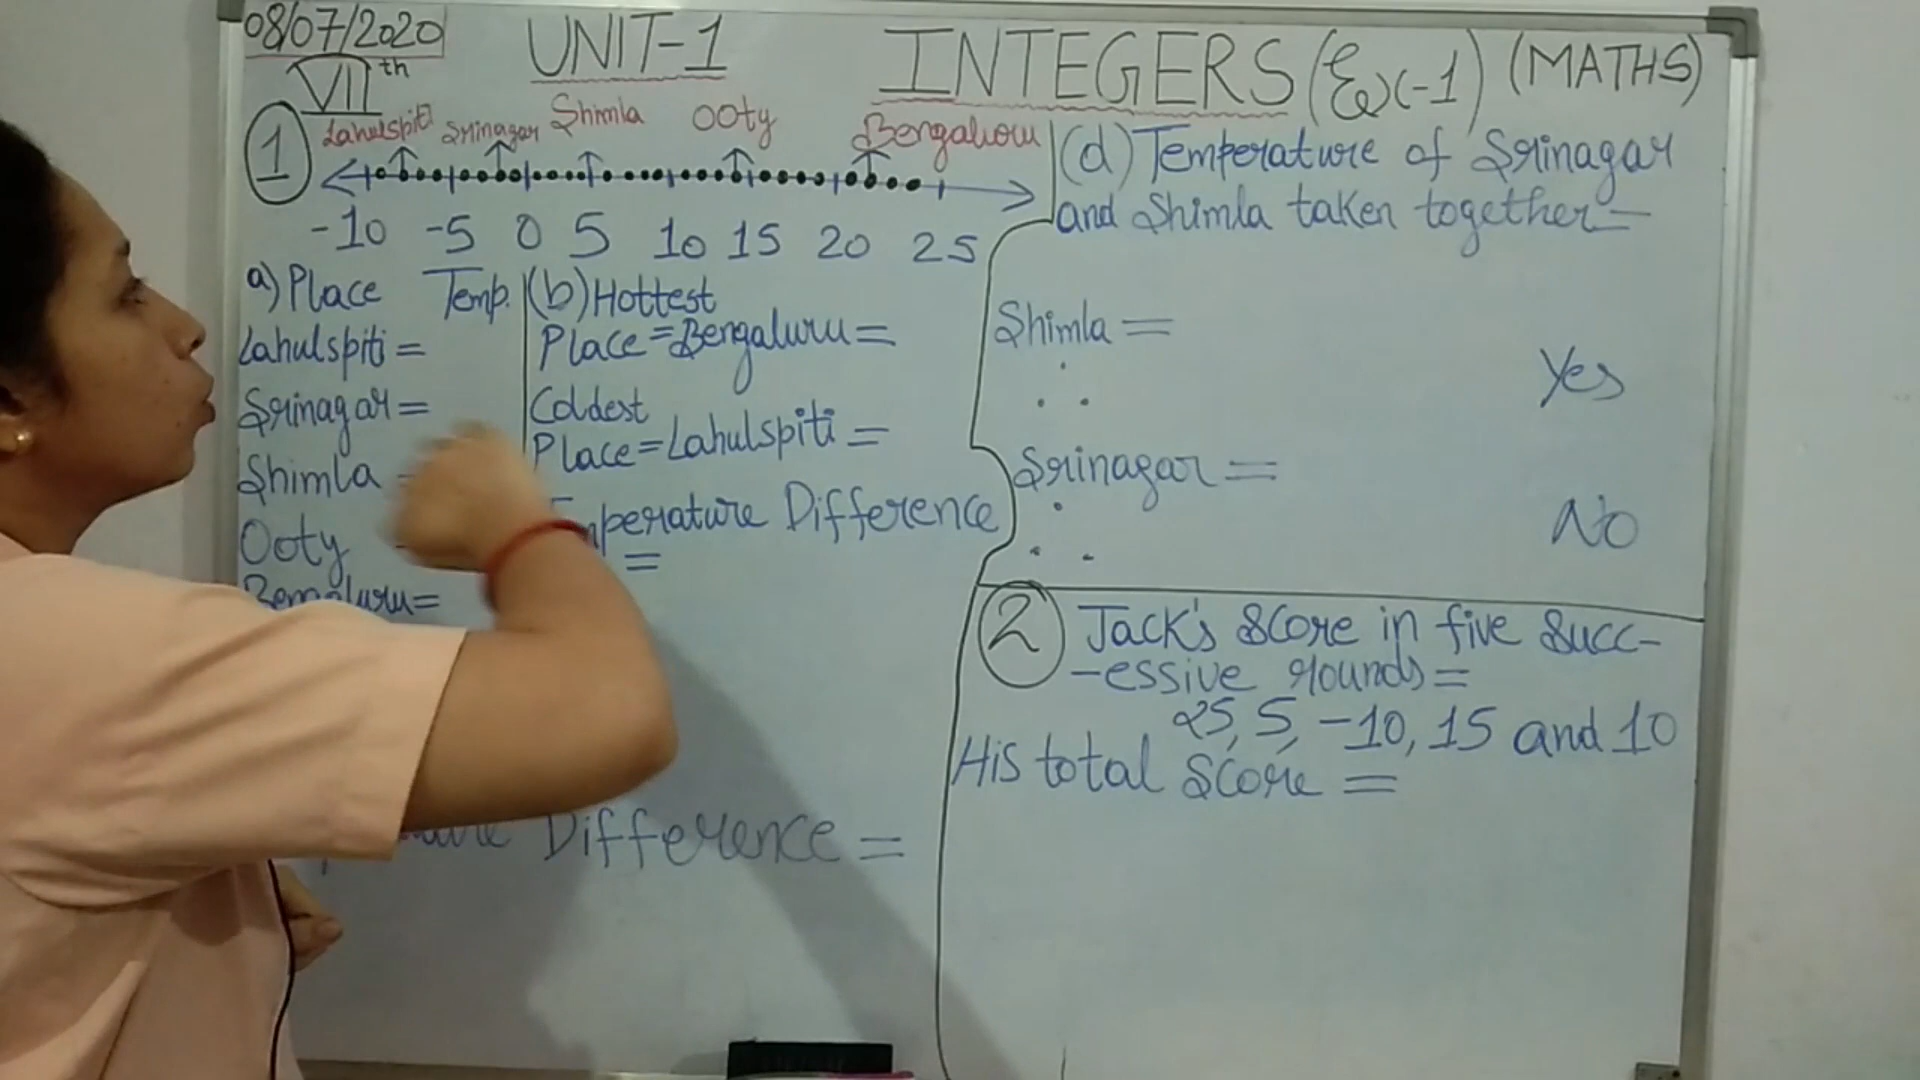 08/07/2020 UNIT-1 INTEGERS (Ex-1) (MATHS)
VIIth
1
Lahulspiti Srinagar Shimla Ooty Bengaluru
-10 -5 0 5 10 15 20 25
a) Place Temp.
Lahulspiti =
Srinagar =
Shimla
Ooty
Bengaluru=
(b) Hottest
Place = Bengaluru =
Coldest
Place = Lahulspiti =
Difference
=
Difference =
(d) Temperature of Srinagar
and Shimla taken together =
Shimla =
Yes
Srinagar =
No
2 Jack's score in five succ-
-essive rounds =
25, 5, -10, 15 and 10
His total score =